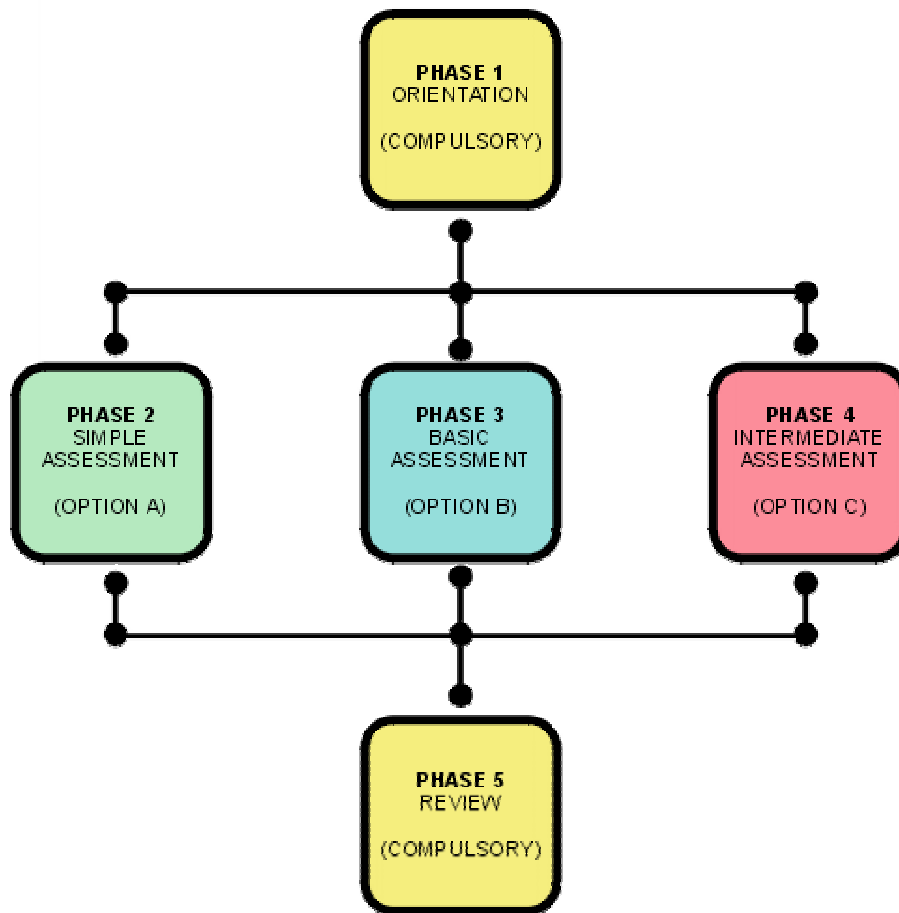 PHASE 1
ORIENTATION
(COMPULSORY)
PHASE 2
SIMPLE
ASSESSMENT
(OPTION A)
PHASE 3
BASIC
ASSESSMENT
(OPTION B)
PHASE 4
INTERMEDIATE
ASSESSMENT
(OPTION C)
PHASE 5
REVIEW
(COMPULSORY)